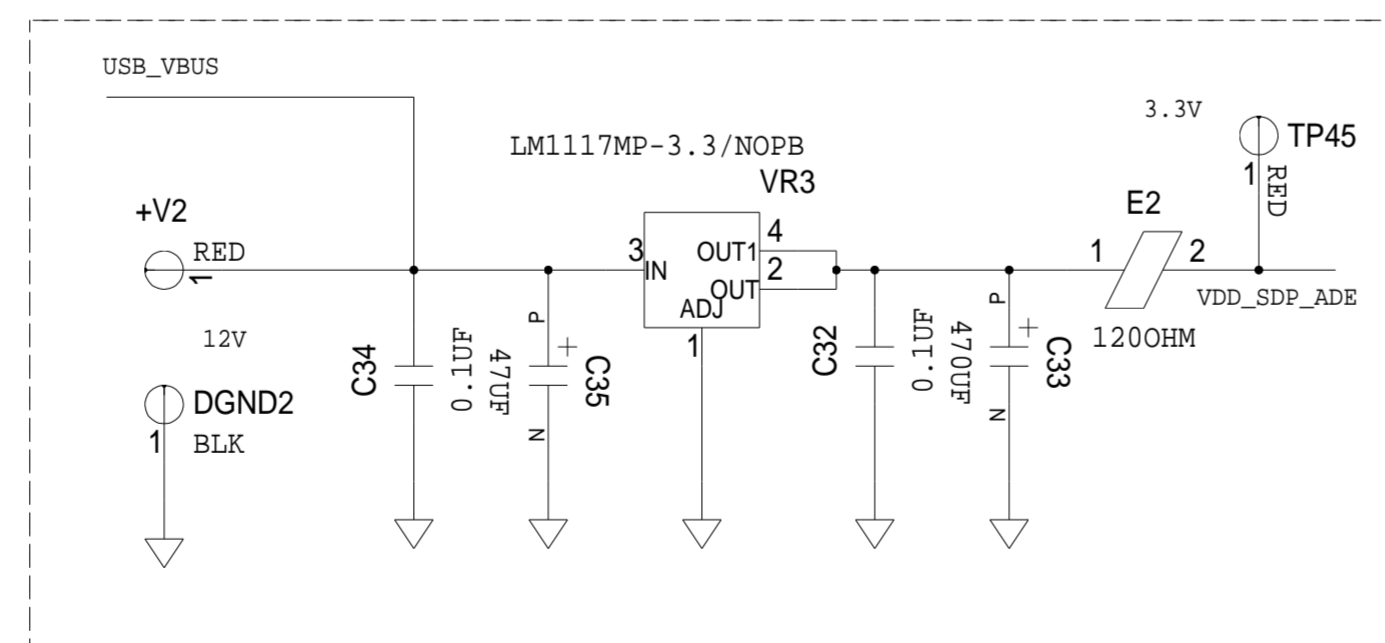 USB_VBUS
3.3V
TP45
1
RED
LM1117MP-3.3/NOPB
VR3
+V2
RED
1
E2
1
2
3
IN
OUT1
4
OUT
2
ADJ
1
VDD_SDP_ADE
12V
P
+
P
+
120OHM
C34
0.1UF
47UF
C35
C32
0.1UF
470UF
C33
DGND2
1
BLK
N
N